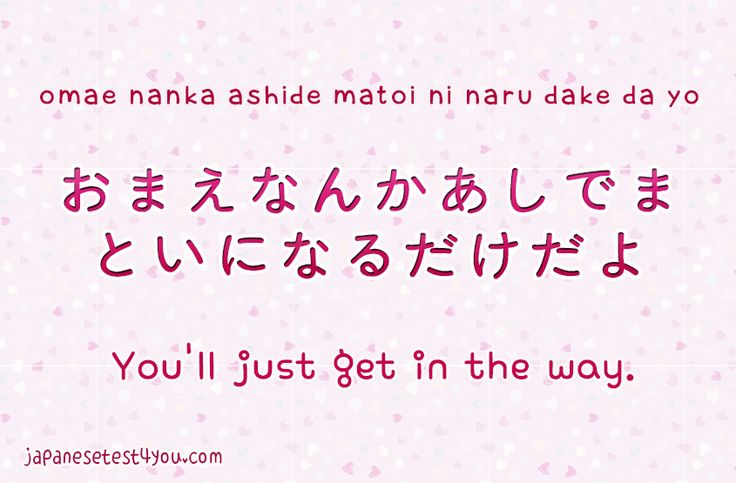 omae nanka ashide matoi ni naru dake da yo
おまえなんかあしでま
といになるだけだよ
You'll just get in the way.
japanesetest4you.com